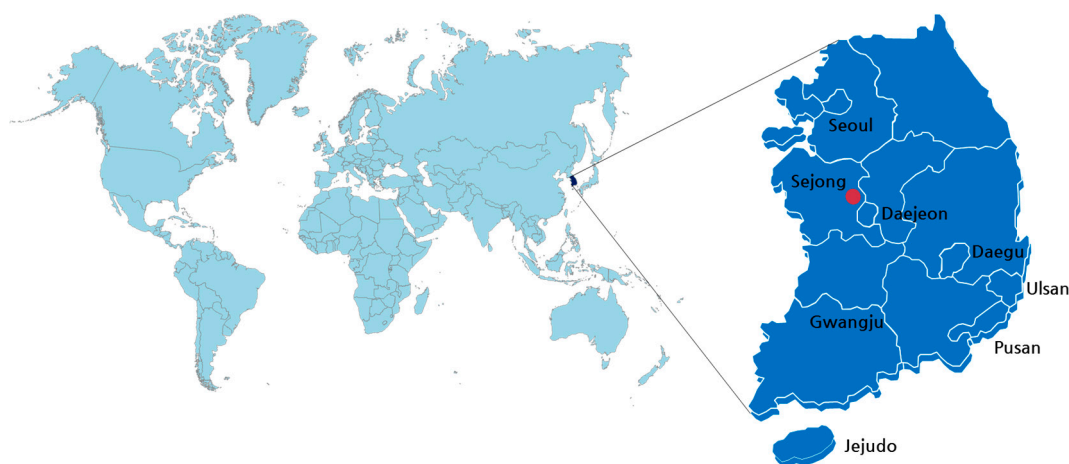 Seoul
Sejong
Daejeon
Daegu
Ulsan
Gwangju
Pusan
Jejudo